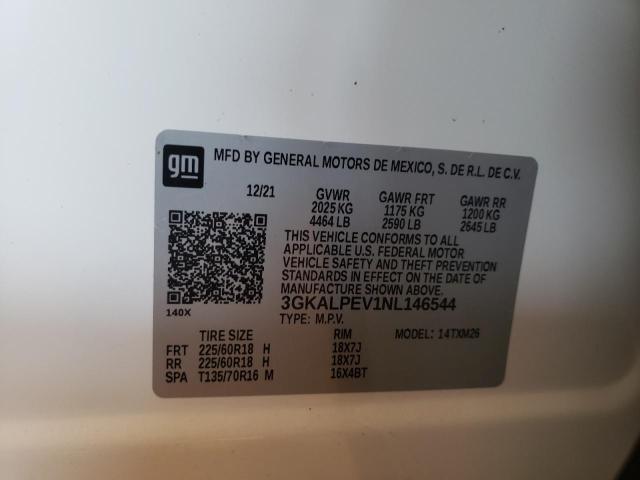 gm MFD BY GENERAL MOTORS DE MEXICO, S. DE R.L. DE C.V.
12/21 GVWR GAWR FRT GAWR RR
2025 KG 1175 KG 1200 KG
4464 LB 2590 LB 2645 LB
THIS VEHICLE CONFORMS TO ALL
APPLICABLE U.S. FEDERAL MOTOR
VEHICLE SAFETY AND THEFT PREVENTION
STANDARDS IN EFFECT ON THE DATE OF
MANUFACTURE SHOWN ABOVE.
3GKALPEV1NL146544
140X TYPE: M.P.V.
TIRE SIZE RIM MODEL: 14TXM26
FRT 225/60R18 H 18X7J
RR 225/60R18 H 18X7J
SPA T135/70R16 M 16X4BT